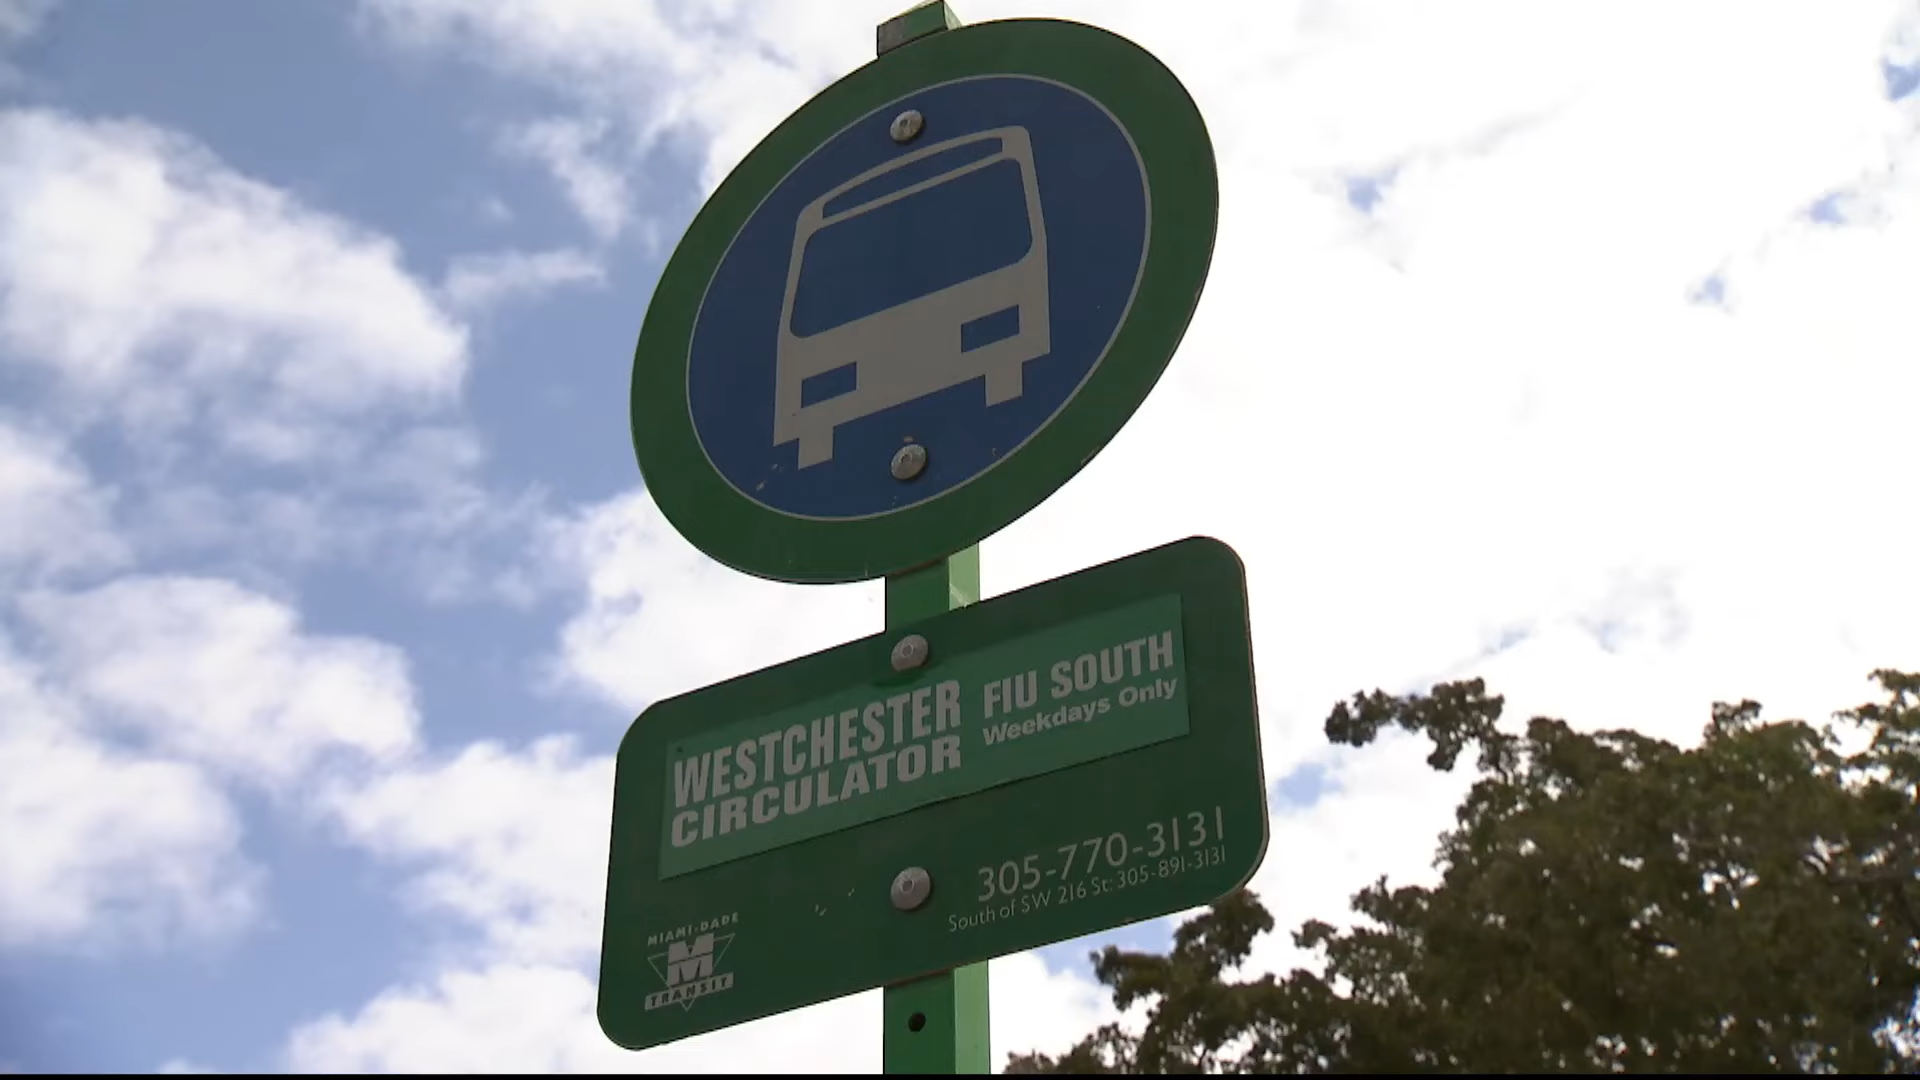 WESTCHESTER
CIRCULATOR
FIU SOUTH
Weekdays Only
305-770-3131
South of SW 216 St: 305-891-3131
MIAMI-DADE
M
TRANSIT